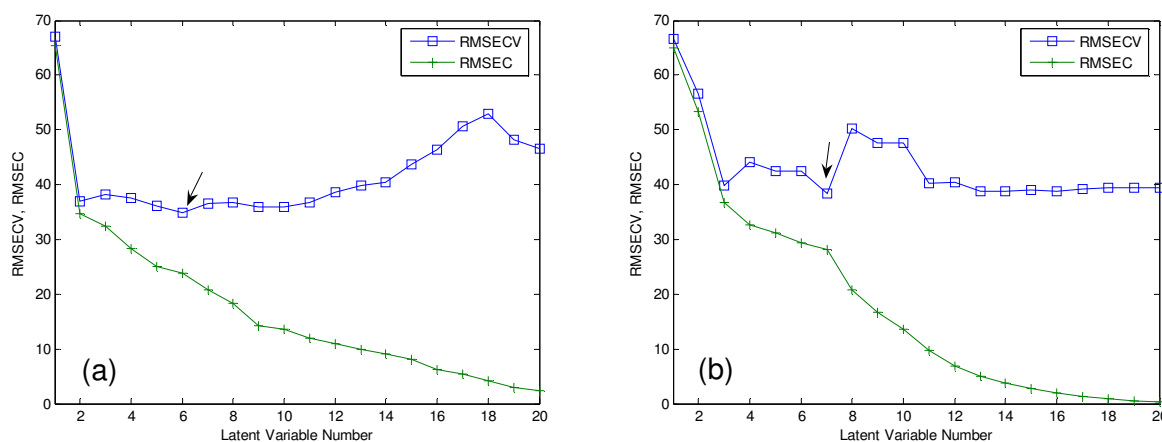 70
60
50
40
30
20
10
0
RMSECV, RMSEC
RMSECV
RMSEC
(a)
2 4 6 8 10 12 14 16 18 20
Latent Variable Number
70
60
50
40
30
20
10
0
RMSECV, RMSEC
RMSECV
RMSEC
(b)
2 4 6 8 10 12 14 16 18 20
Latent Variable Number